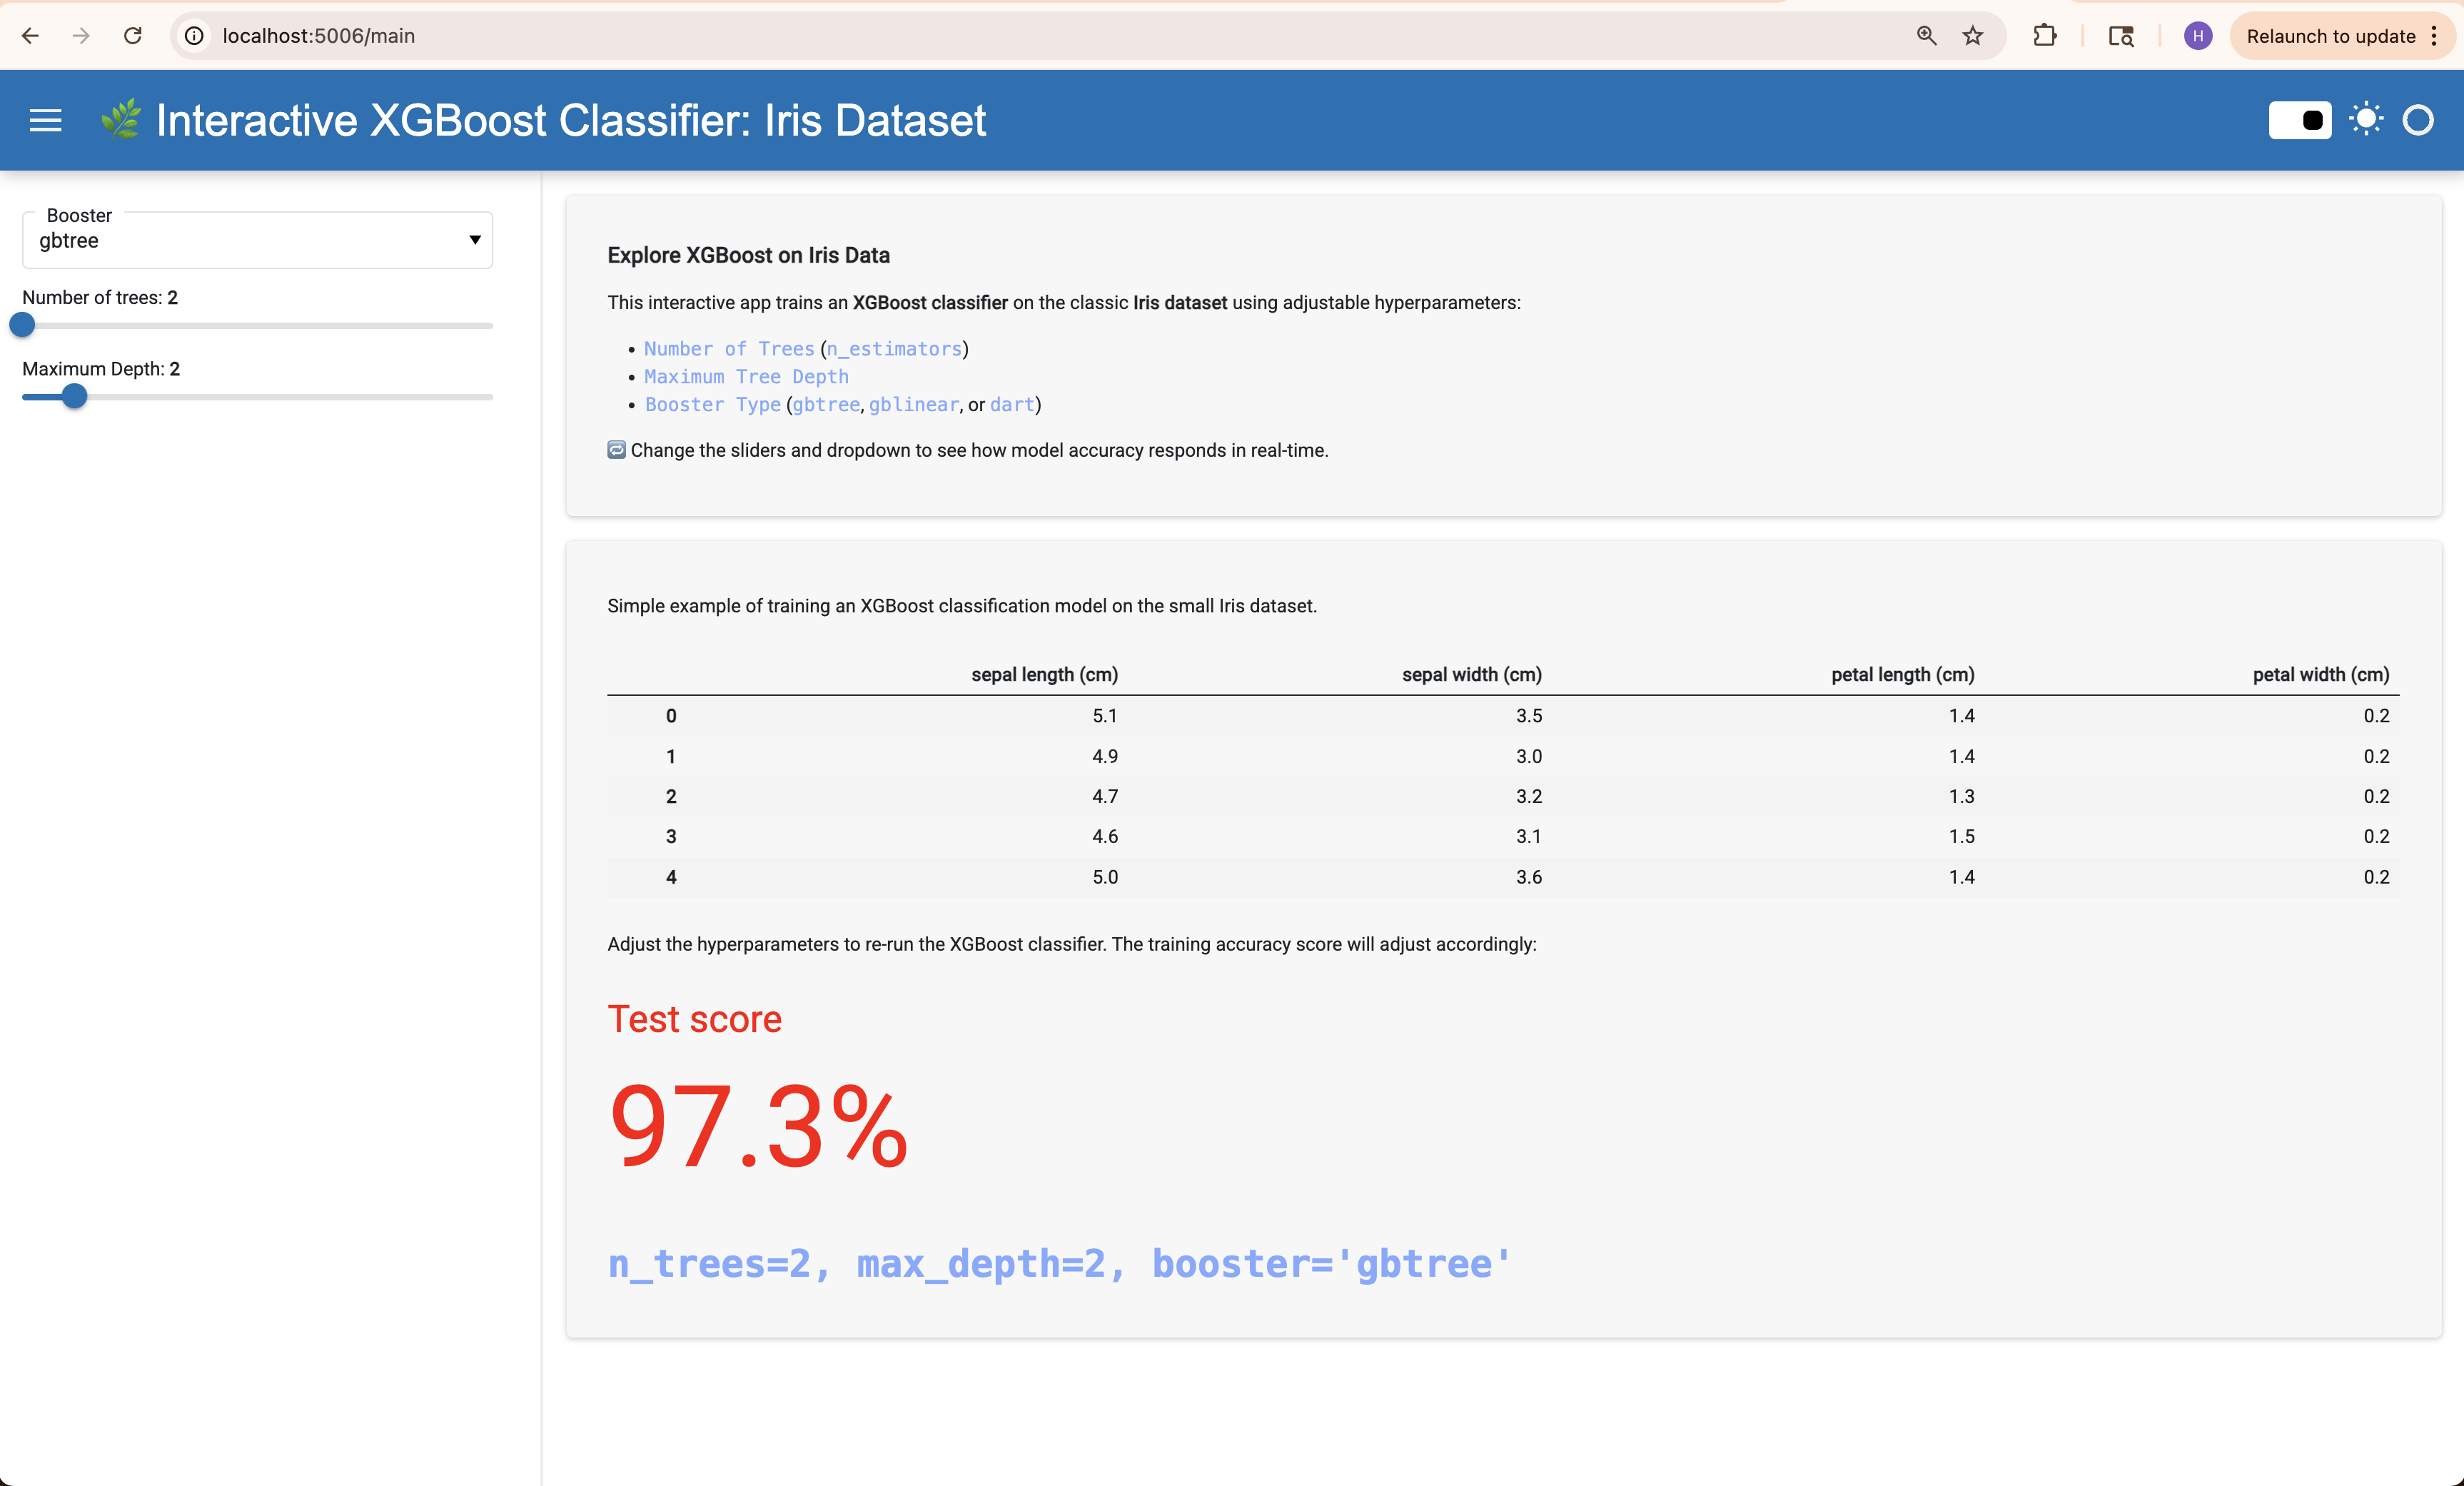 localhost:5006/main
H
Relaunch to update
Interactive XGBoost Classifier: Iris Dataset
Booster
gbtree
Number of trees: 2
Maximum Depth: 2
Explore XGBoost on Iris Data
This interactive app trains an XGBoost classifier on the classic Iris dataset using adjustable hyperparameters:
• Number of Trees (n_estimators)
• Maximum Tree Depth
• Booster Type (gbtree, gblinear, or dart)
🔁 Change the sliders and dropdown to see how model accuracy responds in real-time.
Simple example of training an XGBoost classification model on the small Iris dataset.
sepal length (cm) sepal width (cm) petal length (cm) petal width (cm)
0 5.1 3.5 1.4 0.2
1 4.9 3.0 1.4 0.2
2 4.7 3.2 1.3 0.2
3 4.6 3.1 1.5 0.2
4 5.0 3.6 1.4 0.2
Adjust the hyperparameters to re-run the XGBoost classifier. The training accuracy score will adjust accordingly:
Test score
97.3%
n_trees=2, max_depth=2, booster='gbtree'